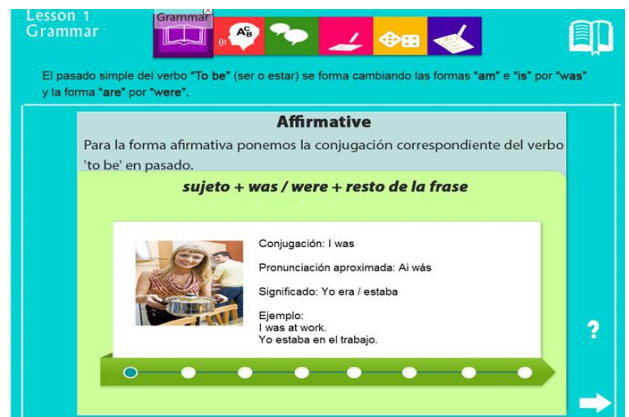 Lesson 1
Grammar
Grammar
ABC
El pasado simple del verbo "To be" (ser o estar) se forma cambiando las formas "am" e "is" por "was"
y la forma "are" por "were".
Affirmative
Para la forma afirmativa ponemos la conjugación correspondiente del verbo
'to be' en pasado.
sujeto + was / were + resto de la frase
Conjugación: I was
Pronunciación aproximada: Ai wás
Significado: Yo era / estaba
Ejemplo:
I was at work.
Yo estaba en el trabajo.
?